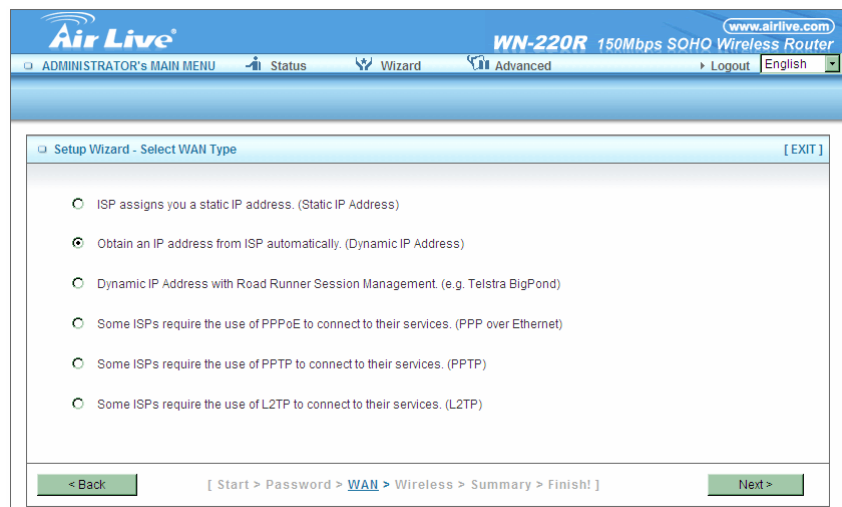 Air Live®
www.airlive.com
WN-220R 150Mbps SOHO Wireless Router
ADMINISTRATOR's MAIN MENU Status Wizard Advanced Logout English
Setup Wizard - Select WAN Type [ EXIT ]
ISP assigns you a static IP address. (Static IP Address)
Obtain an IP address from ISP automatically. (Dynamic IP Address)
Dynamic IP Address with Road Runner Session Management. (e.g. Telstra BigPond)
Some ISPs require the use of PPPoE to connect to their services. (PPP over Ethernet)
Some ISPs require the use of PPTP to connect to their services. (PPTP)
Some ISPs require the use of L2TP to connect to their services. (L2TP)
< Back [ Start > Password > WAN > Wireless > Summary > Finish! ] Next >